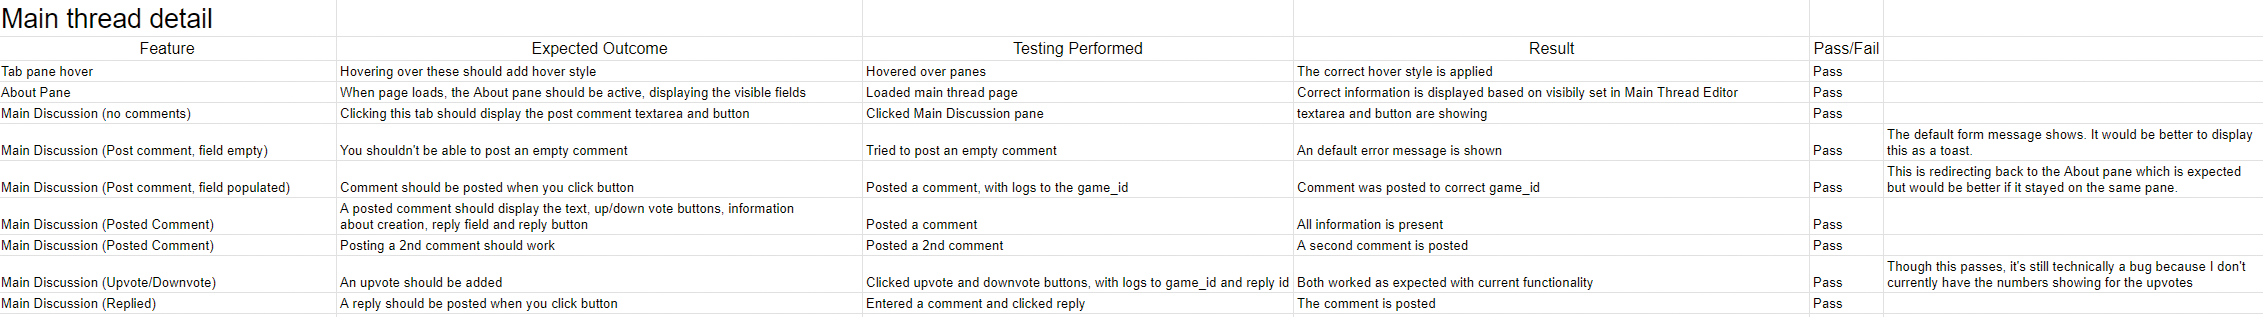 Main thread detail
Feature Expected Outcome Testing Performed Result Pass/Fail
Tab pane hover Hovering over these should add hover style Hovered over panes The correct hover style is applied Pass
About Pane When page loads, the About pane should be active, displaying the visible fields Loaded main thread page Correct information is displayed based on visibily set in Main Thread Editor Pass
Main Discussion (no comments) Clicking this tab should display the post comment textarea and button Clicked Main Discussion pane textarea and button are showing Pass
Main Discussion (Post comment, field empty) You shouldn't be able to post an empty comment Tried to post an empty comment An default error message is shown Pass The default form message shows. It would be better to display
this as a toast.
Main Discussion (Post comment, field populated) Comment should be posted when you click button Posted a comment, with logs to the game_id Comment was posted to correct game_id Pass This is redirecting back to the About pane which is expected
but would be better if it stayed on the same pane.
Main Discussion (Posted Comment) A posted comment should display the text, up/down vote buttons, information
about creation, reply field and reply button Posted a comment All information is present Pass
Main Discussion (Posted Comment) Posting a 2nd comment should work Posted a 2nd comment A second comment is posted Pass
Main Discussion (Upvote/Downvote) An upvote should be added Clicked upvote and downvote buttons, with logs to game_id and reply id Both worked as expected with current functionality Pass Though this passes, it's still technically a bug because I don't
currently have the numbers showing for the upvotes
Main Discussion (Replied) A reply should be posted when you click button Entered a comment and clicked reply The comment is posted Pass